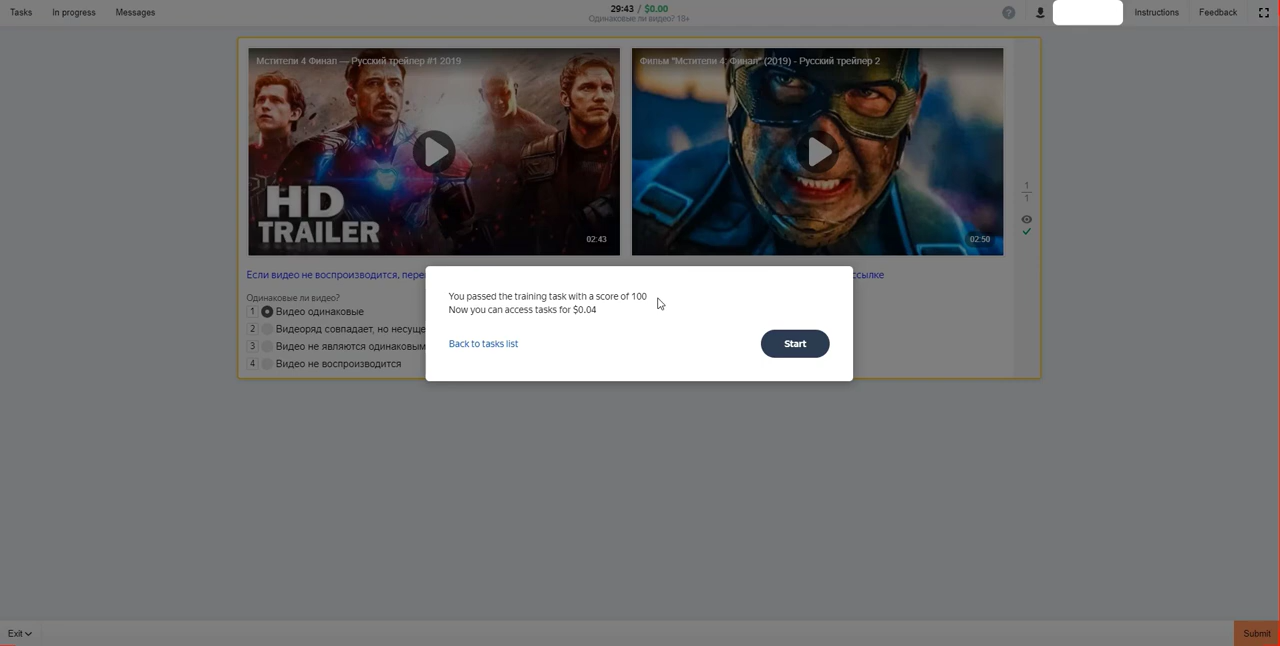 Tasks
In progress
Messages
29:43 / $0.00
Одинаковые ли видео? 18+
?
Instructions
Feedback
Мстители 4 Финал — Русский трейлер #1 2019
HD
TRAILER
02:43
Фильм "Мстители 4: Финал" (2019) - Русский трейлер 2
02:50
1
1
Если видео не воспроизводится,
ссылке
Одинаковые ли видео?
1 Видео одинаковые
2 Видеоряд совпадает, но
3 Видео не являются одинаковым
4 Видео не воспроизводится
You passed the training task with a score of 100
Now you can access tasks for $0.04
Back to tasks list
Start
Exit
Submit